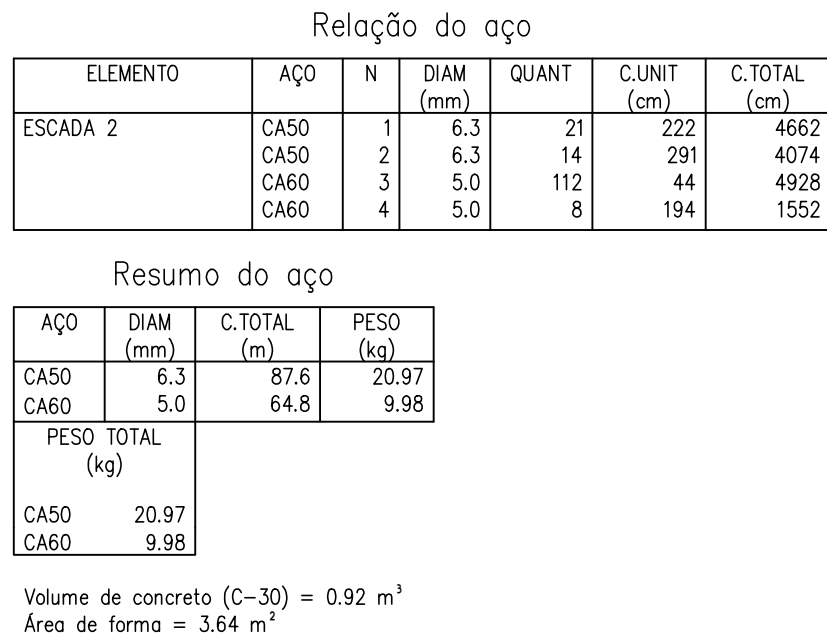 Relação do aço
ELEMENTO AÇO N DIAM QUANT C.UNIT C.TOTAL
(mm) (cm) (cm)
ESCADA 2 CA50 1 6.3 21 222 4662
CA50 2 6.3 14 291 4074
CA60 3 5.0 112 44 4928
CA60 4 5.0 8 194 1552
Resumo do aço
AÇO DIAM C.TOTAL PESO
(mm) (m) (kg)
CA50 6.3 87.6 20.97
CA60 5.0 64.8 9.98
PESO TOTAL
(kg)
CA50 20.97
CA60 9.98
Volume de concreto (C-30) = 0.92 m³
Área de forma = 3.64 m²